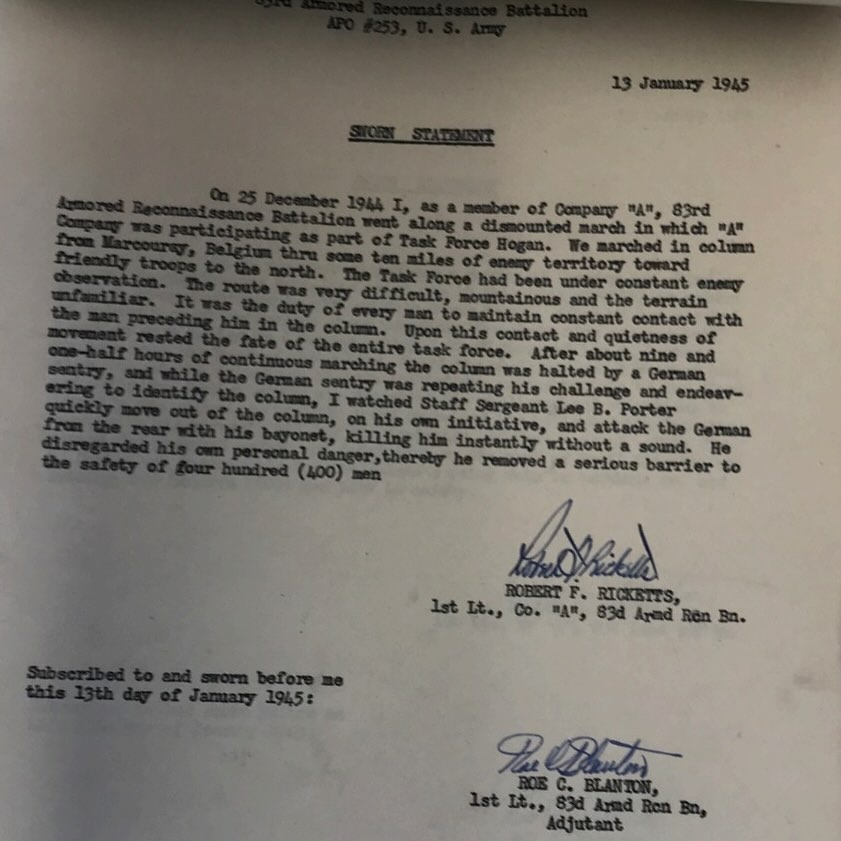 83rd Armored Reconnaissance Battalion
APO #253, U. S. Army
13 January 1945
SWORN STATEMENT
On 25 December 1944 I, as a member of Company "A", 83rd
Armored Reconnaissance Battalion went along a dismounted march in which "A"
Company was participating as part of Task Force Hogan. We marched in column
from Marcouray, Belgium thru some ten miles of enemy territory toward
friendly troops to the north. The Task Force had been under constant enemy
observation. The route was very difficult, mountainous and the terrain
unfamiliar. It was the duty of every man to maintain constant contact with
the man preceding him in the column. Upon this contact and quietness of
movement rested the fate of the entire task force. After about nine and
one-half hours of continuous marching the column was halted by a German
sentry, and while the German sentry was repeating his challenge and endeav-
ering to identify the column, I watched Staff Sergeant Lee B. Porter
quickly move out of the column, on his own initiative, and attack the German
from the rear with his bayonet, killing him instantly without a sound. He
disregarded his own personal danger,thereby he removed a serious barrier to
the safety of four hundred (400) men
Robert F Ricketts
ROBERT F. RICKETTS,
1st Lt., Co. "A", 83d Armd Rcn Bn.
Subscribed to and sworn before me
this 13th day of January 1945:
Roe C Blanton
ROE C. BLANTON,
1st Lt., 83d Armd Rcn Bn,
Adjutant